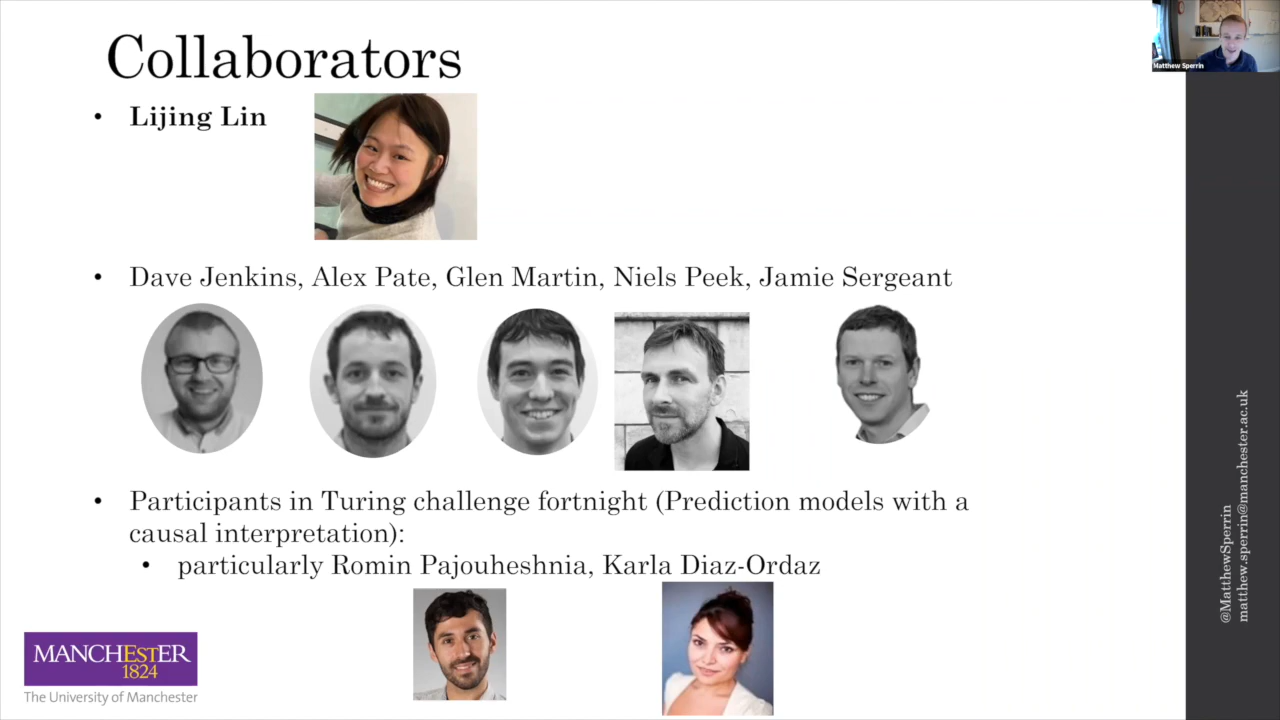 Collaborators
Matthew Sperrin
• Lijing Lin
• Dave Jenkins, Alex Pate, Glen Martin, Niels Peek, Jamie Sergeant
• Participants in Turing challenge fortnight (Prediction models with a
causal interpretation):
• particularly Romin Pajouheshnia, Karla Diaz-Ordaz
MANCHEstER
1824
The University of Manchester
@MatthewSperrin
matthew.sperrin@manchester.ac.uk